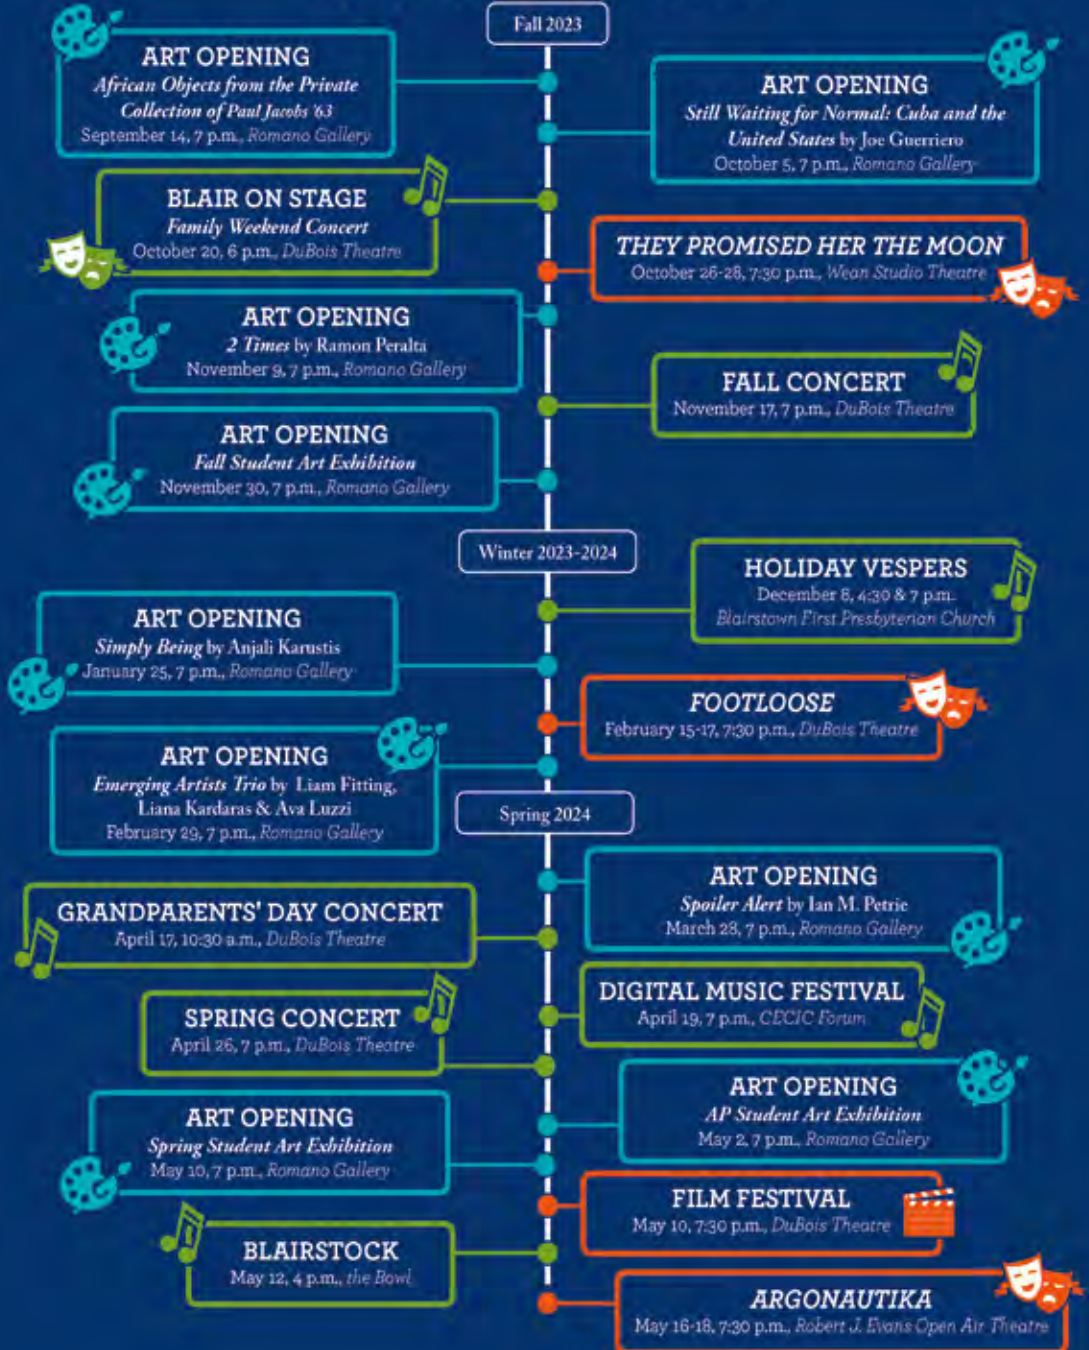 Fall 2023
ART OPENING
African Objects from the Private
Collection of Paul Jacobs '63
September 14, 7 p.m., Romano Gallery
ART OPENING
Still Waiting for Normal: Cuba and the
United States by Joe Guerriero
October 5, 7 p.m., Romano Gallery
BLAIR ON STAGE
Family Weekend Concert
October 20, 6 p.m., DuBois Theatre
THEY PROMISED HER THE MOON
October 26-28, 7:30 p.m., Wean Studio Theatre
ART OPENING
2 Times by Ramon Peralta
November 9, 7 p.m., Romano Gallery
FALL CONCERT
November 17, 7 p.m., DuBois Theatre
ART OPENING
Fall Student Art Exhibition
November 30, 7 p.m., Romano Gallery
Winter 2023-2024
HOLIDAY VESPERS
December 8, 4:30 & 7 p.m.
Blairstown First Presbyterian Church
ART OPENING
Simply Being by Anjali Karustis
January 25, 7 p.m., Romano Gallery
FOOTLOOSE
February 15-17, 7:30 p.m., DuBois Theatre
ART OPENING
Emerging Artists Trio by Liam Fitting,
Liana Kardaras & Ava Luzzi
February 29, 7 p.m., Romano Gallery
Spring 2024
ART OPENING
Spoiler Alert by Ian M. Petrie
March 28, 7 p.m., Romano Gallery
GRANDPARENTS' DAY CONCERT
April 17, 10:30 a.m., DuBois Theatre
DIGITAL MUSIC FESTIVAL
April 19, 7 p.m., CECIC Forum
SPRING CONCERT
April 26, 7 p.m., DuBois Theatre
ART OPENING
AP Student Art Exhibition
May 2, 7 p.m., Romano Gallery
ART OPENING
Spring Student Art Exhibition
May 10, 7 p.m., Romano Gallery
FILM FESTIVAL
May 10, 7:30 p.m., DuBois Theatre
BLAIRSTOCK
May 12, 4 p.m., the Bowl
ARGONAUTIKA
May 16-18, 7:30 p.m., Robert J. Evans Open Air Theatre